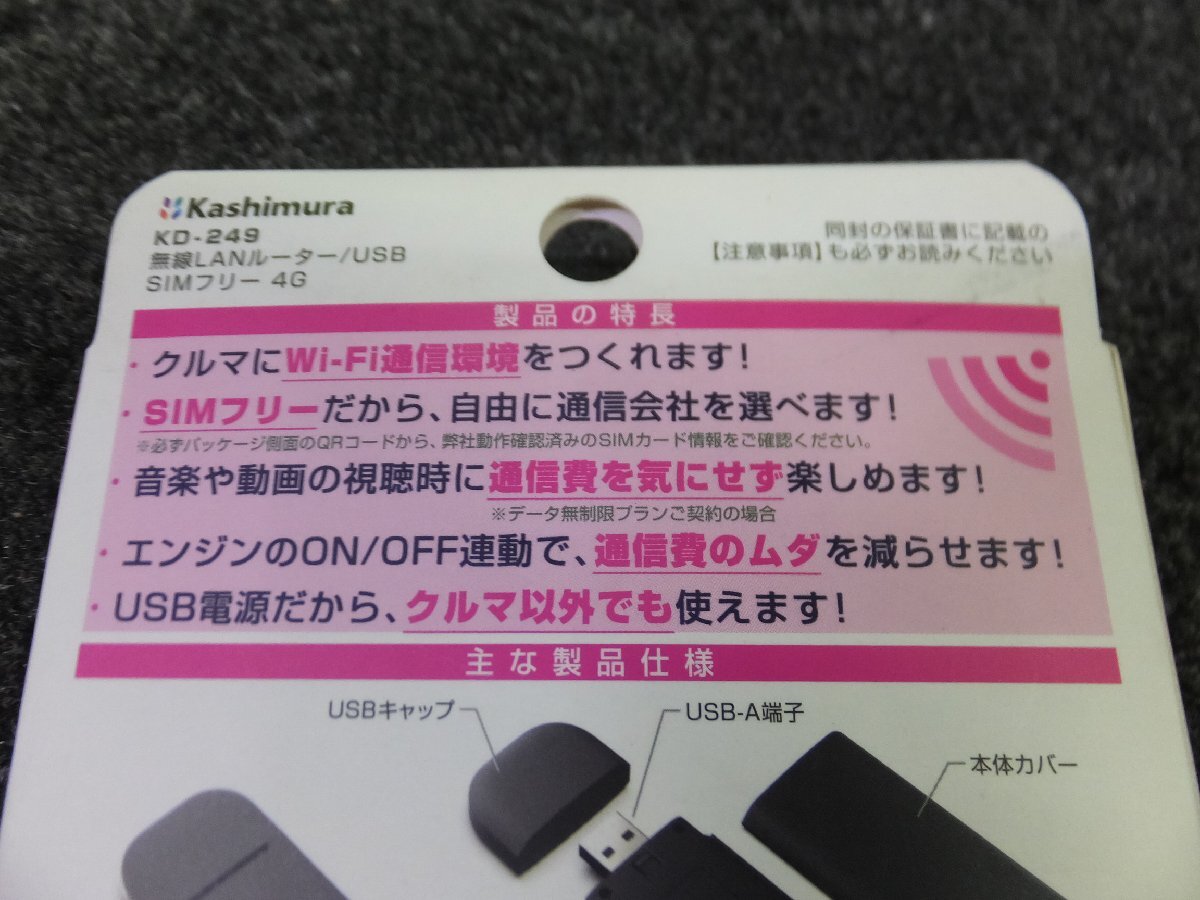 Kashimura
KD-249
無線LANルーター/USB
SIMフリー 4G
同封の保証書に記載の
【注意事項】も必ずお読みください
製品の特長
・クルマにWi-Fi通信環境をつくれます!
・SIMフリーだから、自由に通信会社を選べます!
※必ずパッケージ側面のQRコードから、弊社動作確認済みのSIMカード情報をご確認ください。
・音楽や動画の視聴時に通信費を気にせず楽しめます!
※データ無制限プランご契約の場合
・エンジンのON/OFF連動で、通信費のムダを減らせます!
・USB電源だから、クルマ以外でも使えます!
主な製品仕様
USBキャップ
USB-A端子
本体カバー